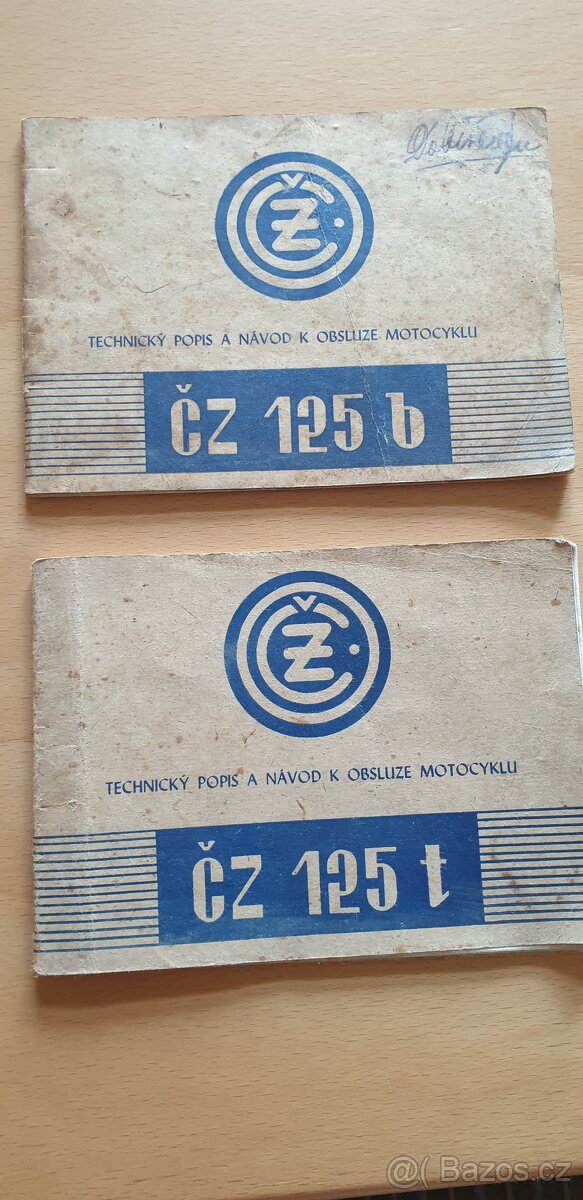 ČZ
TECHNICKÝ POPIS A NÁVOD K OBSLUZE MOTOCYKLU
ČZ 125 b
ČZ
TECHNICKÝ POPIS A NÁVOD K OBSLUZE MOTOCYKLU
ČZ 125 t
@Bazos.cz